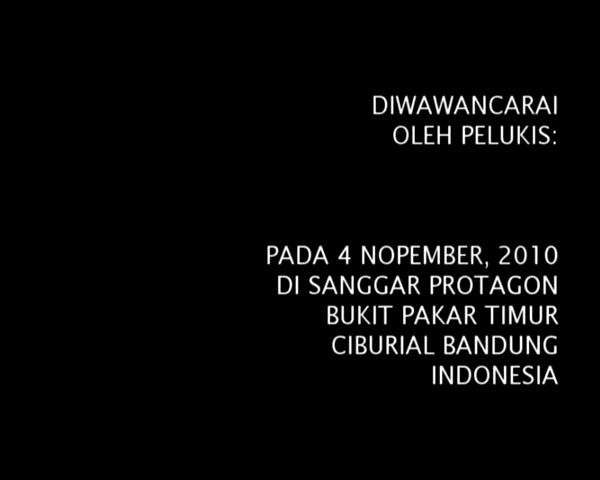 DIWAWANCARAI
OLEH PELUKIS:
PADA 4 NOPEMBER, 2010
DI SANGGAR PROTAGON
BUKIT PAKAR TIMUR
CIBURIAL BANDUNG
INDONESIA